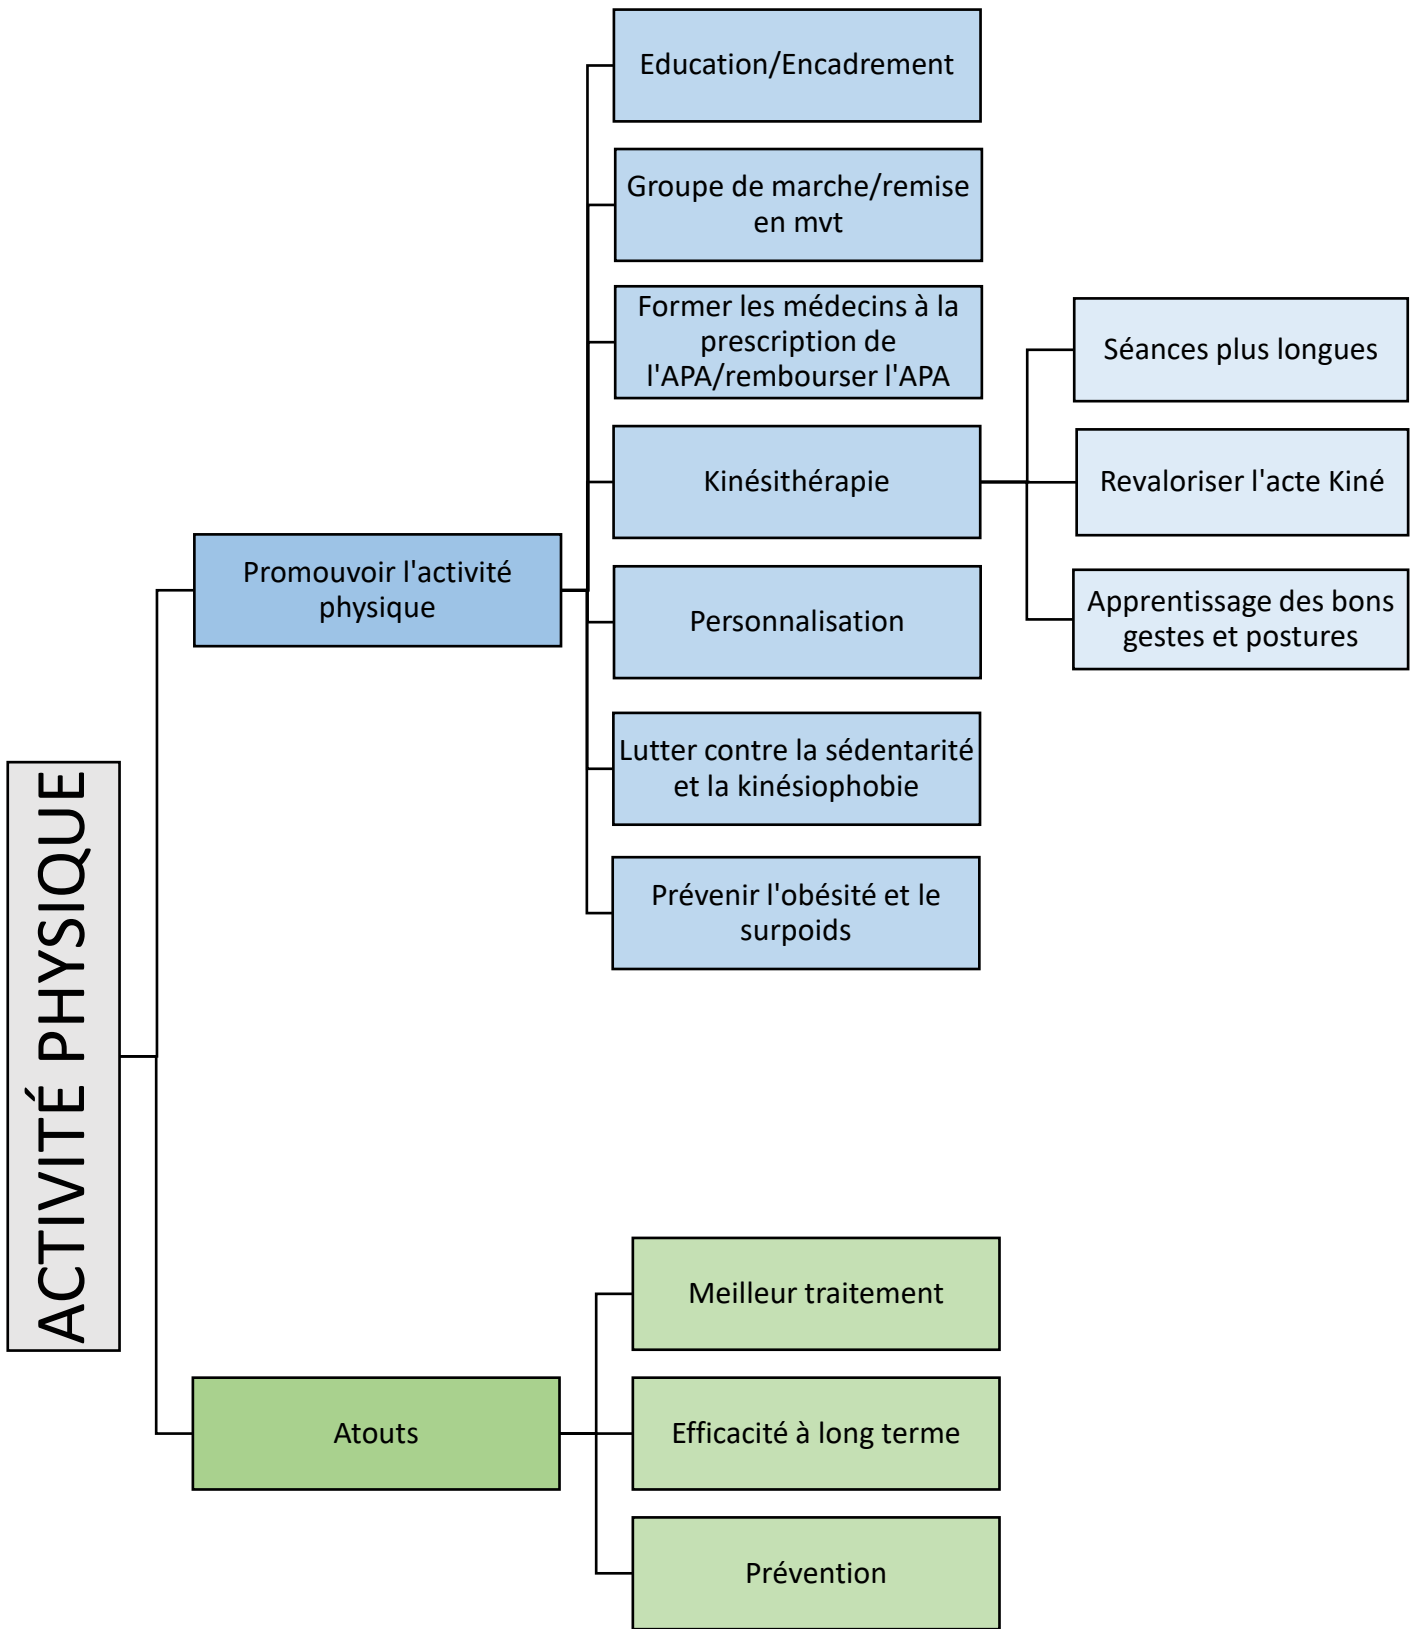 ACTIVITÉ PHYSIQUE
Promouvoir l'activité
physique
Education/Encadrement
Groupe de marche/remise
en mvt
Former les médecins à la
prescription de
l'APA/rembourser l'APA
Kinésithérapie
Séances plus longues
Revaloriser l'acte Kiné
Apprentissage des bons
gestes et postures
Personnalisation
Lutter contre la sédentarité
et la kinésiophobie
Prévenir l'obésité et le
surpoids
Atouts
Meilleur traitement
Efficacité à long terme
Prévention